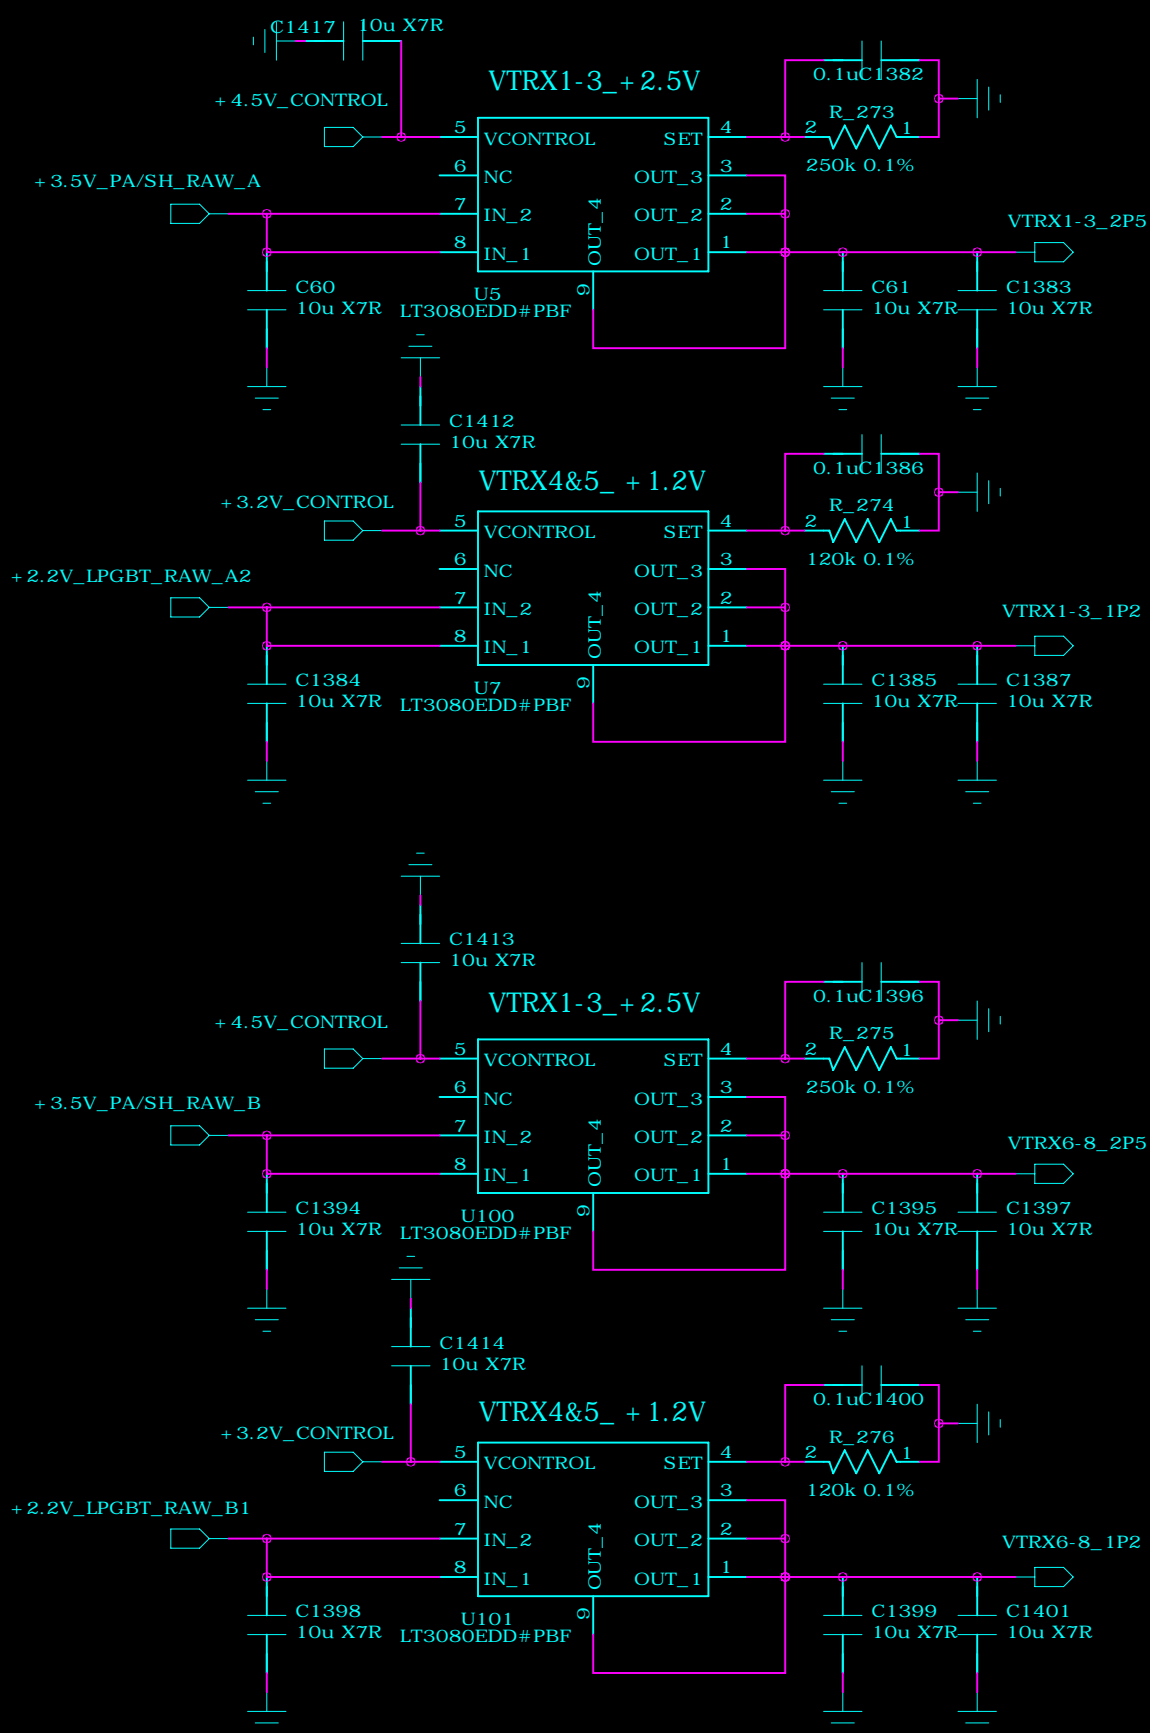 C1417 10u X7R
VTRX1-3_+2.5V
0.1uC1382
+4.5V_CONTROL
R_273
5 VCONTROL SET 4 2 1
250k 0.1%
6 NC OUT_3 3
+3.5V_PA/SH_RAW_A
7 IN_2 OUT_4 OUT_2 2
VTRX1-3_2P5
8 IN_1 OUT_1 1
9
C60
10u X7R
U5
LT3080EDD#PBF
C61
10u X7R
C1383
10u X7R
C1412
10u X7R
VTRX4&5_ +1.2V
0.1uC1386
+3.2V_CONTROL
R_274
5 VCONTROL SET 4 2 1
120k 0.1%
6 NC OUT_3 3
+2.2V_LPGBT_RAW_A2
7 IN_2 OUT_4 OUT_2 2
VTRX1-3_1P2
8 IN_1 OUT_1 1
9
C1384
10u X7R
U7
LT3080EDD#PBF
C1385
10u X7R
C1387
10u X7R
C1413
10u X7R
VTRX1-3_+2.5V
0.1uC1396
+4.5V_CONTROL
R_275
5 VCONTROL SET 4 2 1
250k 0.1%
6 NC OUT_3 3
+3.5V_PA/SH_RAW_B
7 IN_2 OUT_4 OUT_2 2
VTRX6-8_2P5
8 IN_1 OUT_1 1
9
C1394
10u X7R
U100
LT3080EDD#PBF
C1395
10u X7R
C1397
10u X7R
C1414
10u X7R
VTRX4&5_ +1.2V
0.1uC1400
+3.2V_CONTROL
R_276
5 VCONTROL SET 4 2 1
120k 0.1%
6 NC OUT_3 3
+2.2V_LPGBT_RAW_B1
7 IN_2 OUT_4 OUT_2 2
VTRX6-8_1P2
8 IN_1 OUT_1 1
9
C1398
10u X7R
U101
LT3080EDD#PBF
C1399
10u X7R
C1401
10u X7R